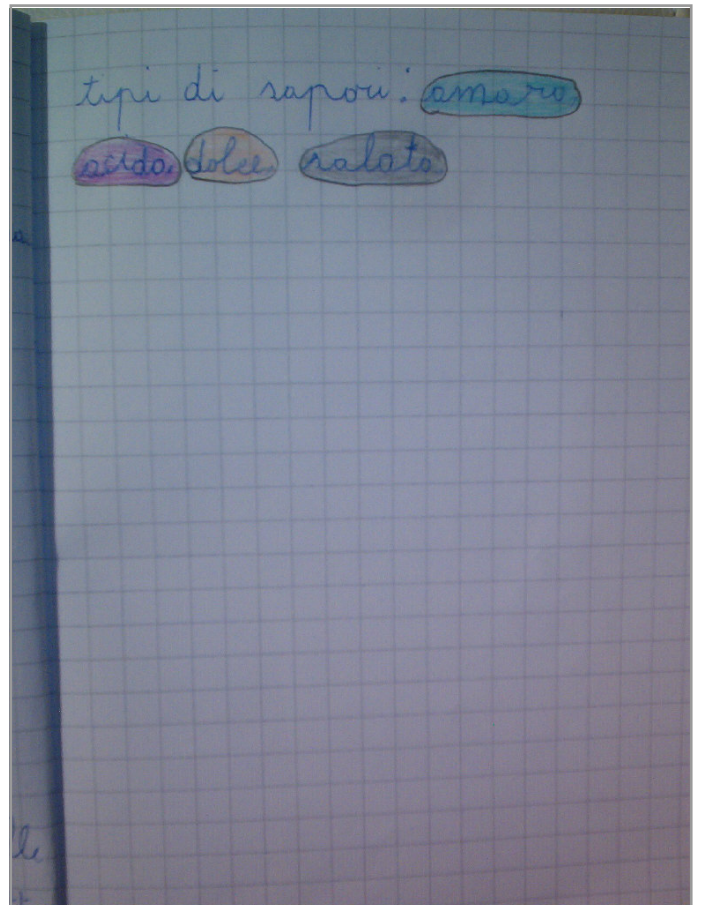 tipi di sapori: amaro,
acido, dolce, salato